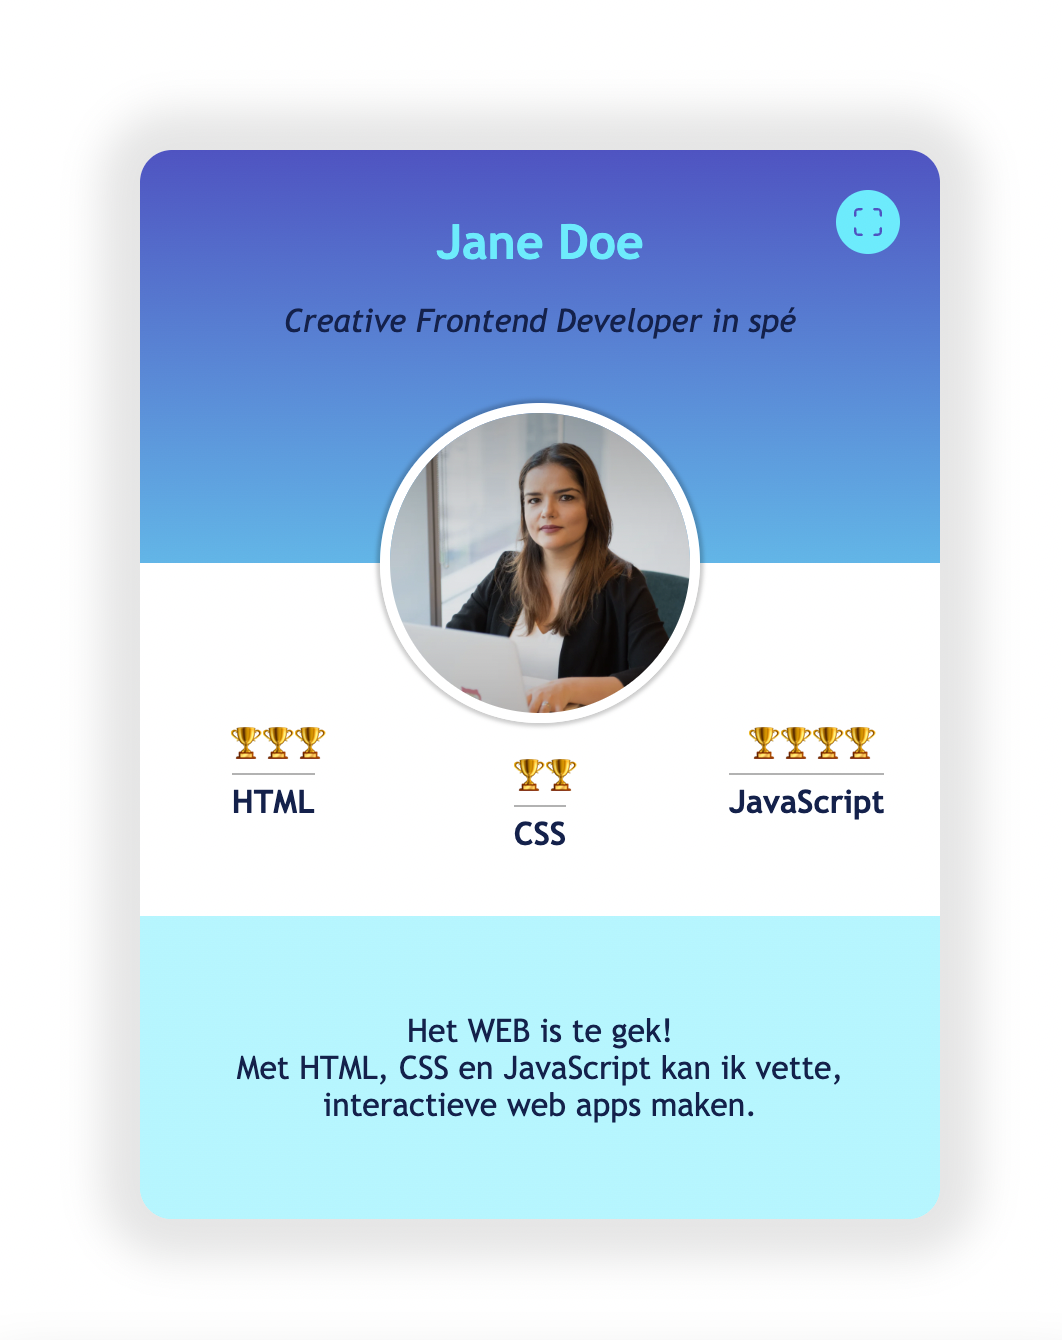 Jane Doe
Creative Frontend Developer in spé
HTML
CSS
JavaScript
Het WEB is te gek!
Met HTML, CSS en JavaScript kan ik vette,
interactieve web apps maken.